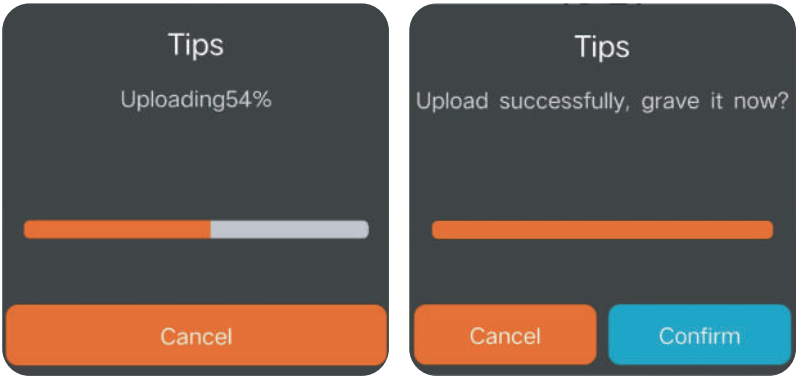 Tips
Uploading54%
Cancel
Tips
Upload successfully, grave it now?
Cancel
Confirm